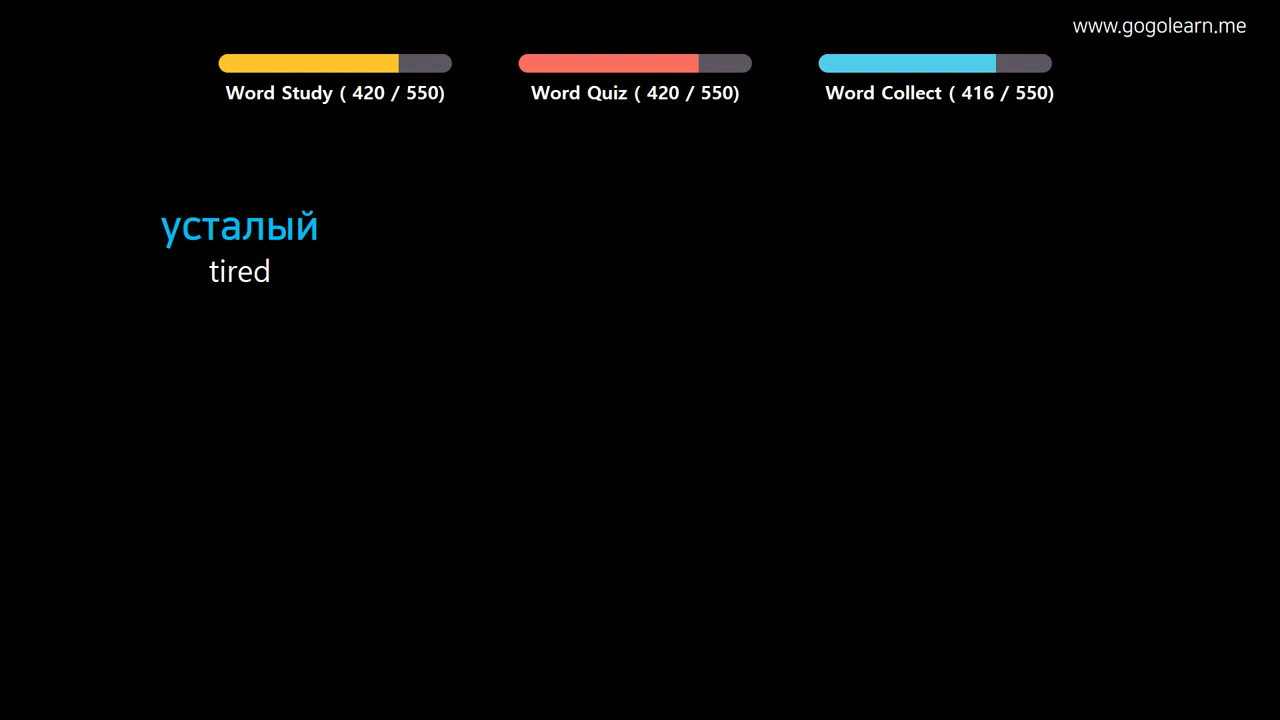 www.gogolearn.me
Word Study ( 420 / 550)
Word Quiz ( 420 / 550)
Word Collect ( 416 / 550)
усталый
tired